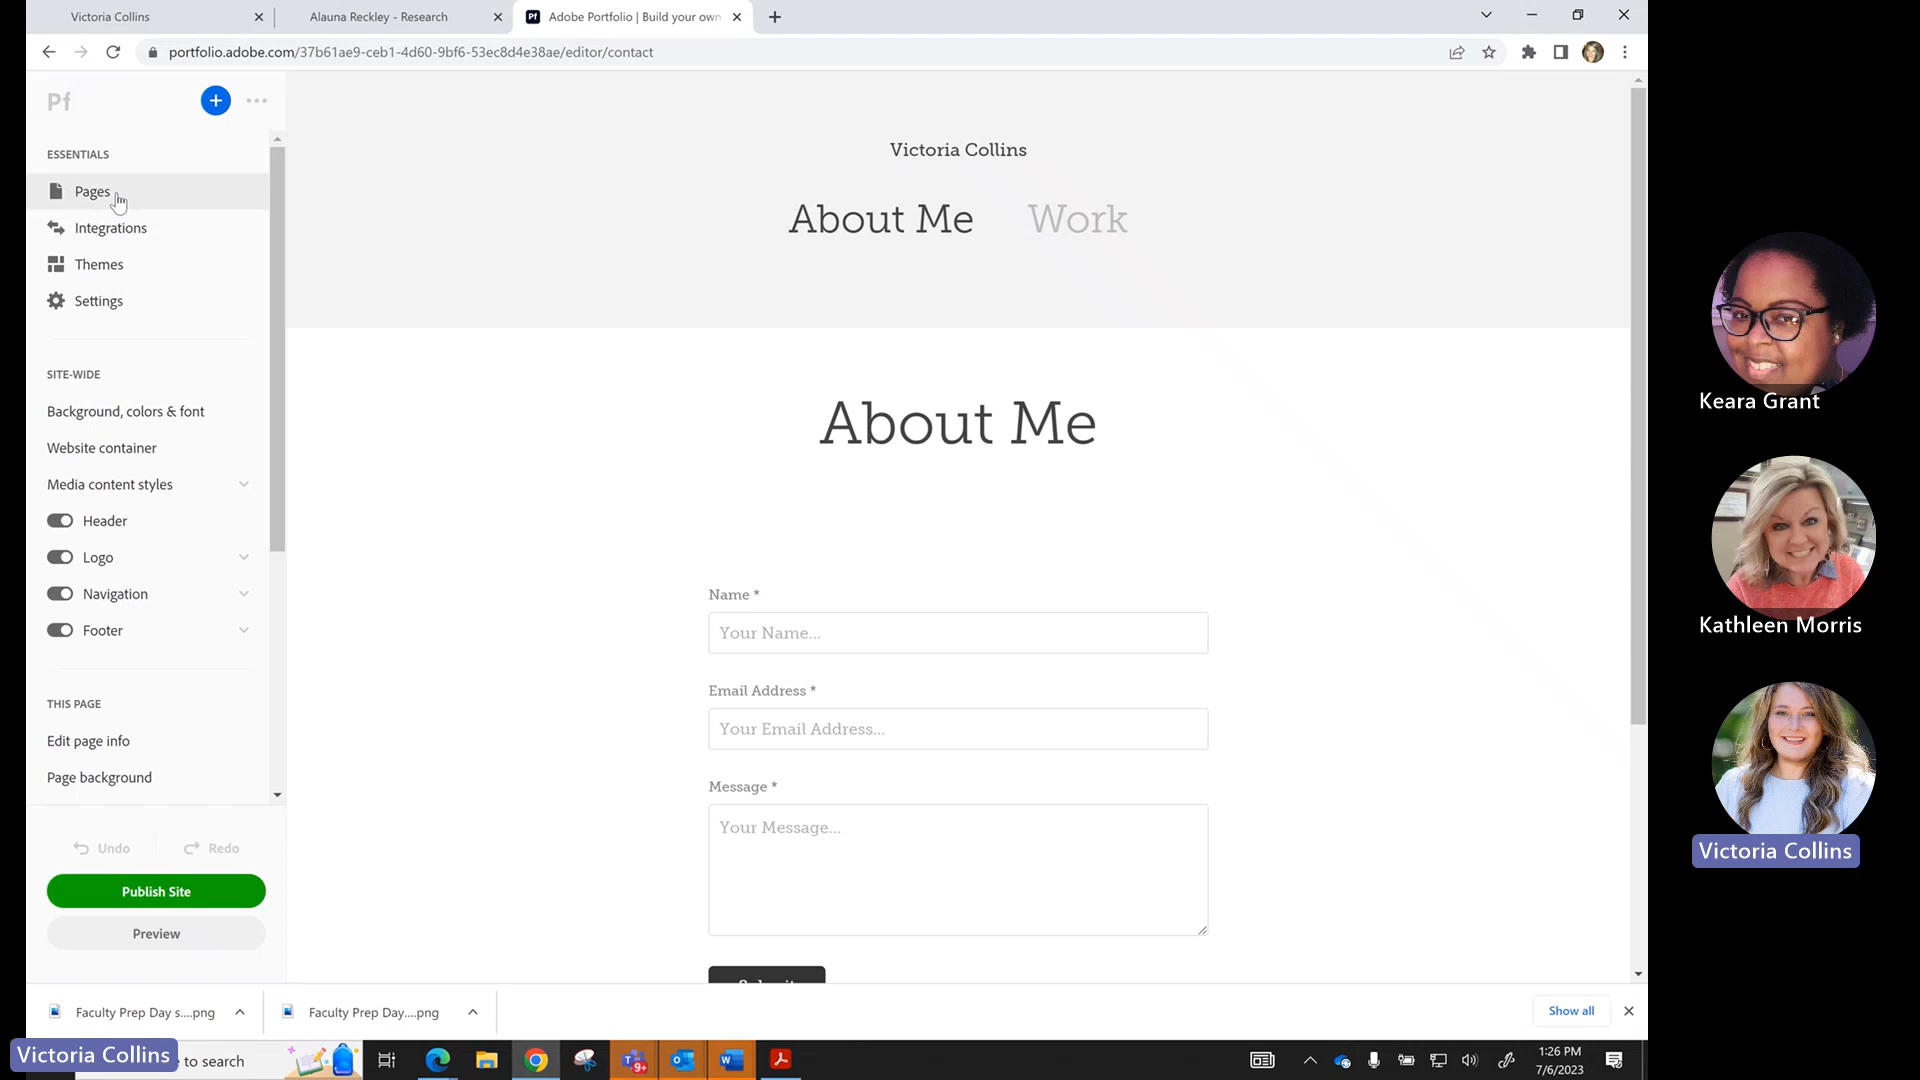 Victoria Collins
Alauna Reckley - Research
Pf
Adobe Portfolio | Build your own
portfolio.adobe.com/37b61ae9-ceb1-4d60-9bf6-53ec8d4e38ae/editor/contact
Pf
ESSENTIALS
Pages
Integrations
Themes
Settings
SITE-WIDE
Background, colors & font
Website container
Media content styles
Header
Logo
Navigation
Footer
THIS PAGE
Edit page info
Page background
Undo
Redo
Publish Site
Preview
Victoria Collins
About Me
Work
About Me
Name *
Your Name...
Email Address *
Your Email Address...
Message *
Your Message...
Submit
Keara Grant
Kathleen Morris
Victoria Collins
Faculty Prep Day s....png
Faculty Prep Day....png
Show all
Victoria Collins
e to search
9+
1:26 PM
7/6/2023